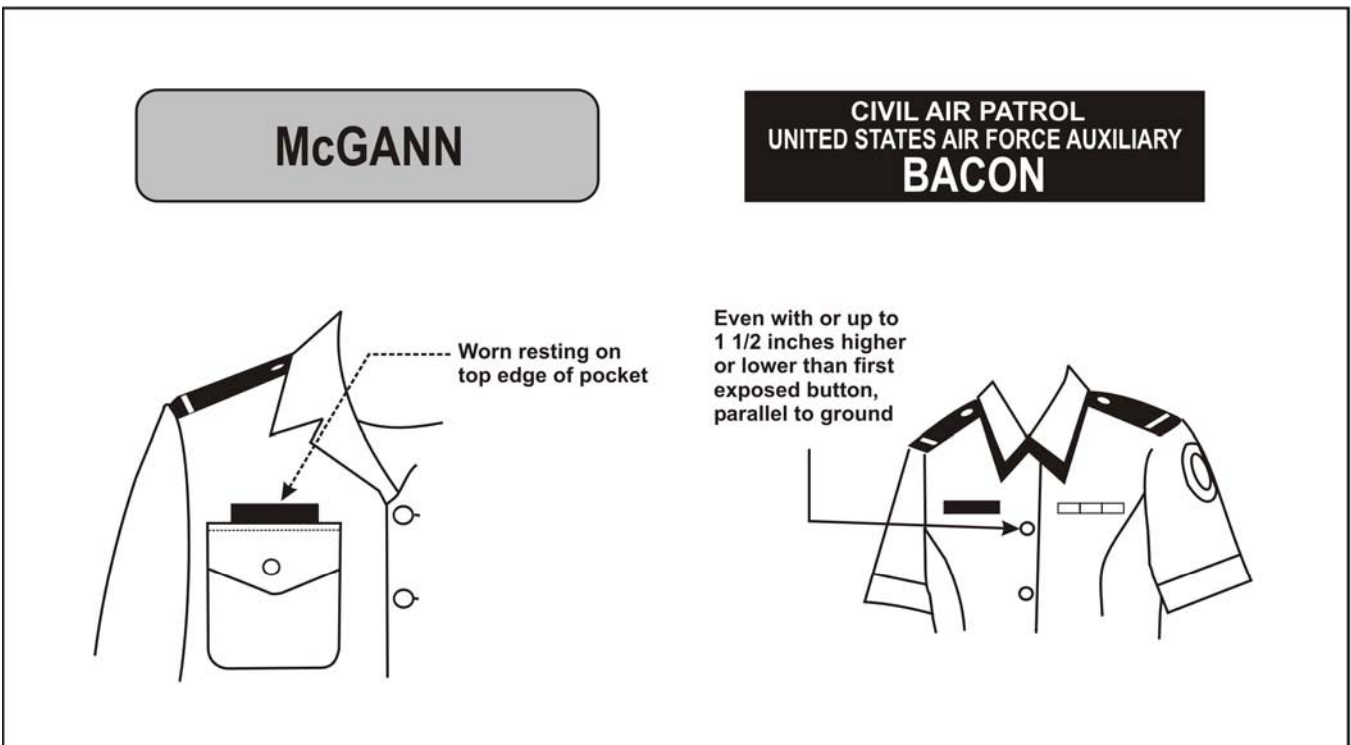 McGANN
CIVIL AIR PATROL
UNITED STATES AIR FORCE AUXILIARY
BACON
Worn resting on
top edge of pocket
Even with or up to
1 1/2 inches higher
or lower than first
exposed button,
parallel to ground